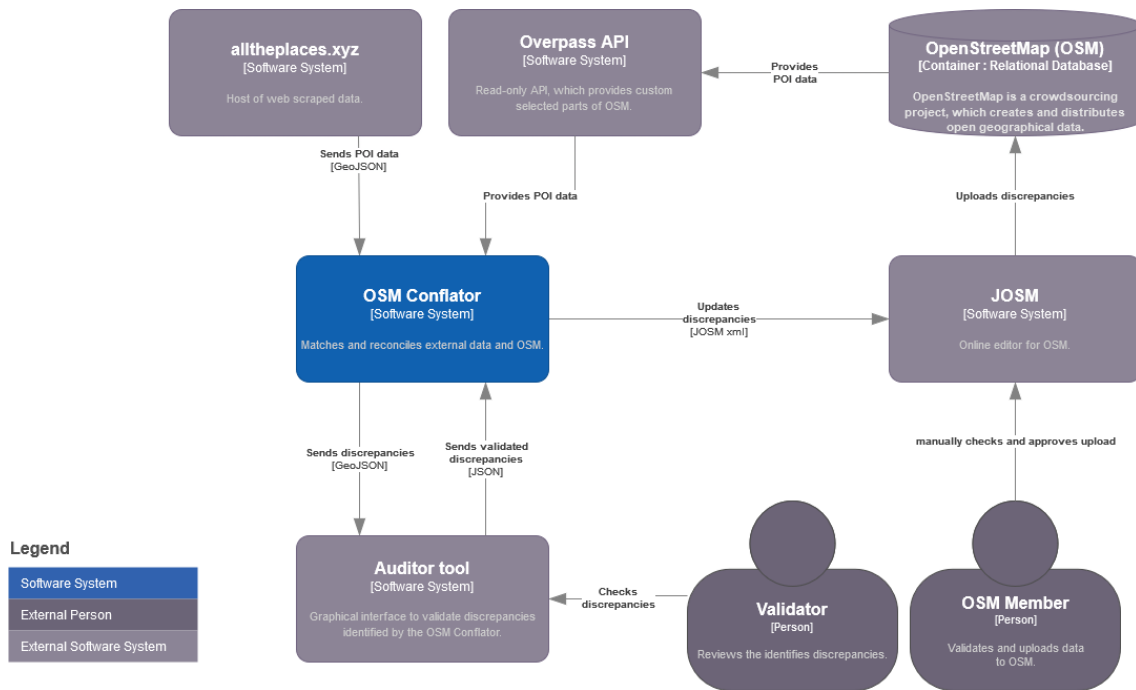 alltheplaces.xyz
[Software System]
Host of web scraped data.
Overpass API
[Software System]
Read-only API, which provides custom
selected parts of OSM.
Provides
POI data
OpenStreetMap (OSM)
[Container : Relational Database]
OpenStreetMap is a crowdsourcing
project, which creates and distributes
open geographical data.
Sends POI data
[GeoJSON]
Provides POI data
Uploads discrepancies
OSM Conflator
[Software System]
Matches and reconciles external data and OSM.
Updates
discrepancies
[JOSM xml]
JOSM
[Software System]
Online editor for OSM.
Sends discrepancies
[GeoJSON]
Sends validated
discrepancies
[JSON]
manually checks and approves upload
Auditor tool
[Software System]
Graphical interface to validate discrepancies
identified by the OSM Conflator.
Checks
discrepancies
Validator
[Person]
Reviews the identifies discrepancies.
OSM Member
[Person]
Validates and uploads data
to OSM.
Legend
Software System
External Person
External Software System